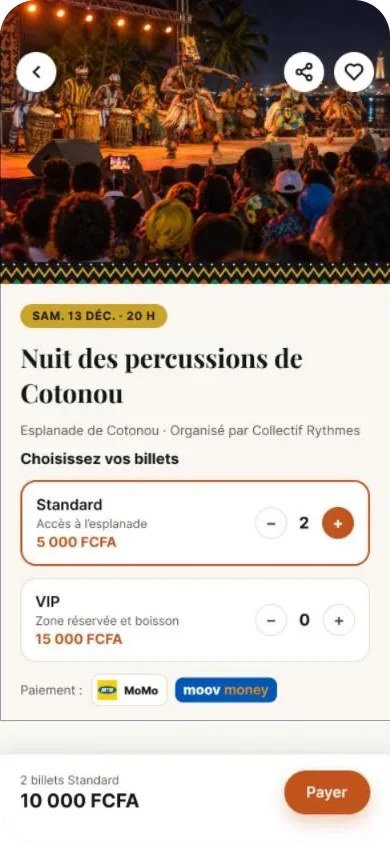 SAM. 13 DÉC. · 20 H
Nuit des percussions de
Cotonou
Esplanade de Cotonou · Organisé par Collectif Rythmes
Choisissez vos billets
Standard
Accès à l'esplanade
5 000 FCFA
− 2 +
VIP
Zone réservée et boisson
15 000 FCFA
− 0 +
Paiement : MTN MoMo moov money
2 billets Standard
10 000 FCFA
Payer